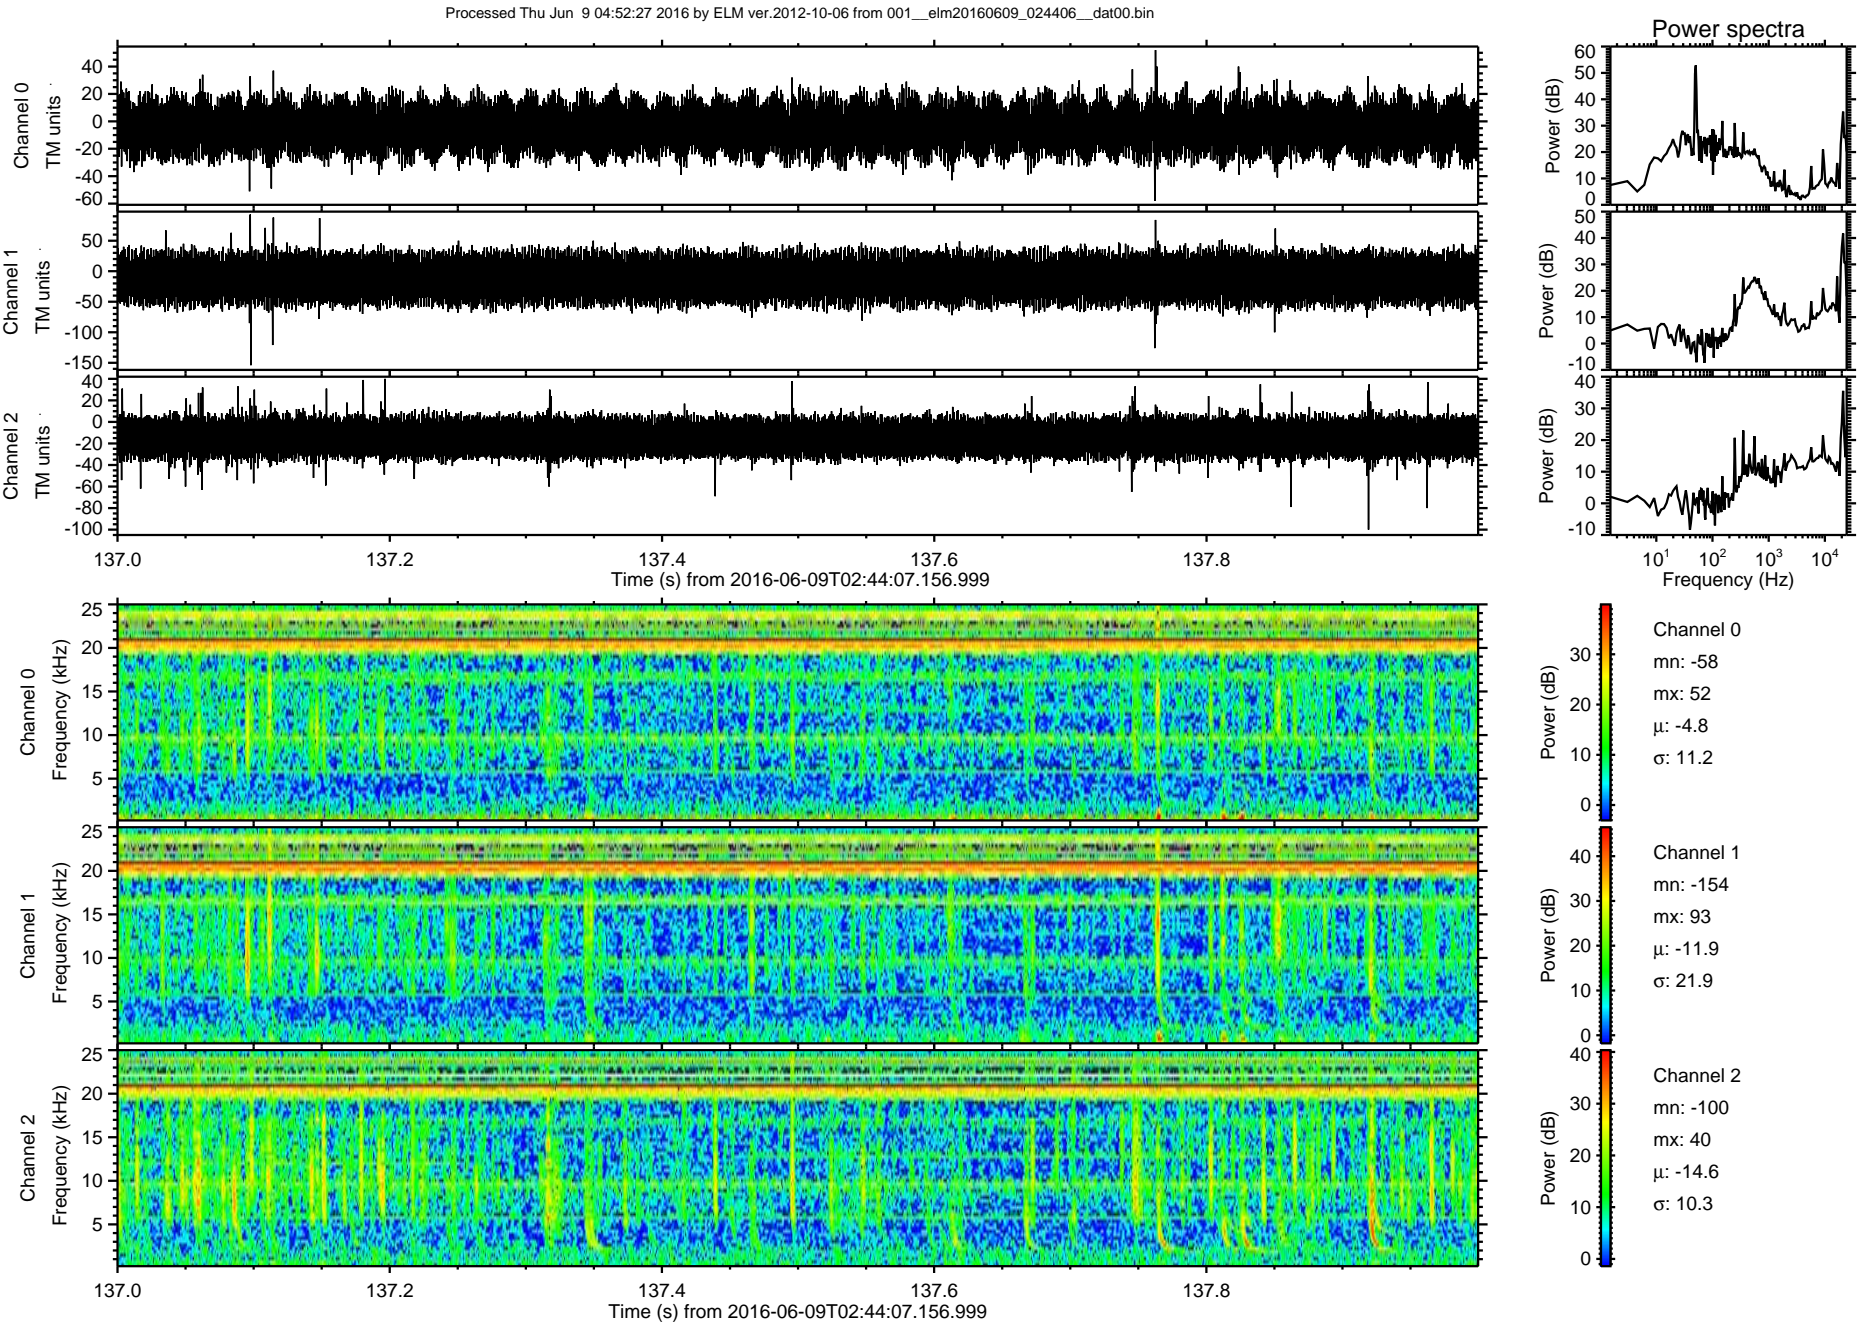 Processed Thu Jun 9 04:52:27 2016 by ELM ver.2012-10-06 from 001__elm20160609_024406__dat00.bin
Power spectra
Channel 0
TM units
40
20
0
-20
-40
-60
Power (dB)
60
50
40
30
20
10
0
Channel 1
TM units
50
0
-50
-100
-150
Power (dB)
50
40
30
20
10
0
-10
Channel 2
TM units
40
20
0
-20
-40
-60
-80
-100
Power (dB)
40
30
20
10
0
-10
137.0 137.2 137.4 137.6 137.8
Time (s) from 2016-06-09T02:44:07.156.999
10^1 10^2 10^3 10^4
Frequency (Hz)
Channel 0
Frequency (kHz)
25
20
15
10
5
Power (dB)
30
20
10
0
Channel 0
mn: -58
mx: 52
μ: -4.8
σ: 11.2
Channel 1
Frequency (kHz)
25
20
15
10
5
Power (dB)
40
30
20
10
0
Channel 1
mn: -154
mx: 93
μ: -11.9
σ: 21.9
Channel 2
Frequency (kHz)
25
20
15
10
5
Power (dB)
40
30
20
10
0
Channel 2
mn: -100
mx: 40
μ: -14.6
σ: 10.3
137.0 137.2 137.4 137.6 137.8
Time (s) from 2016-06-09T02:44:07.156.999